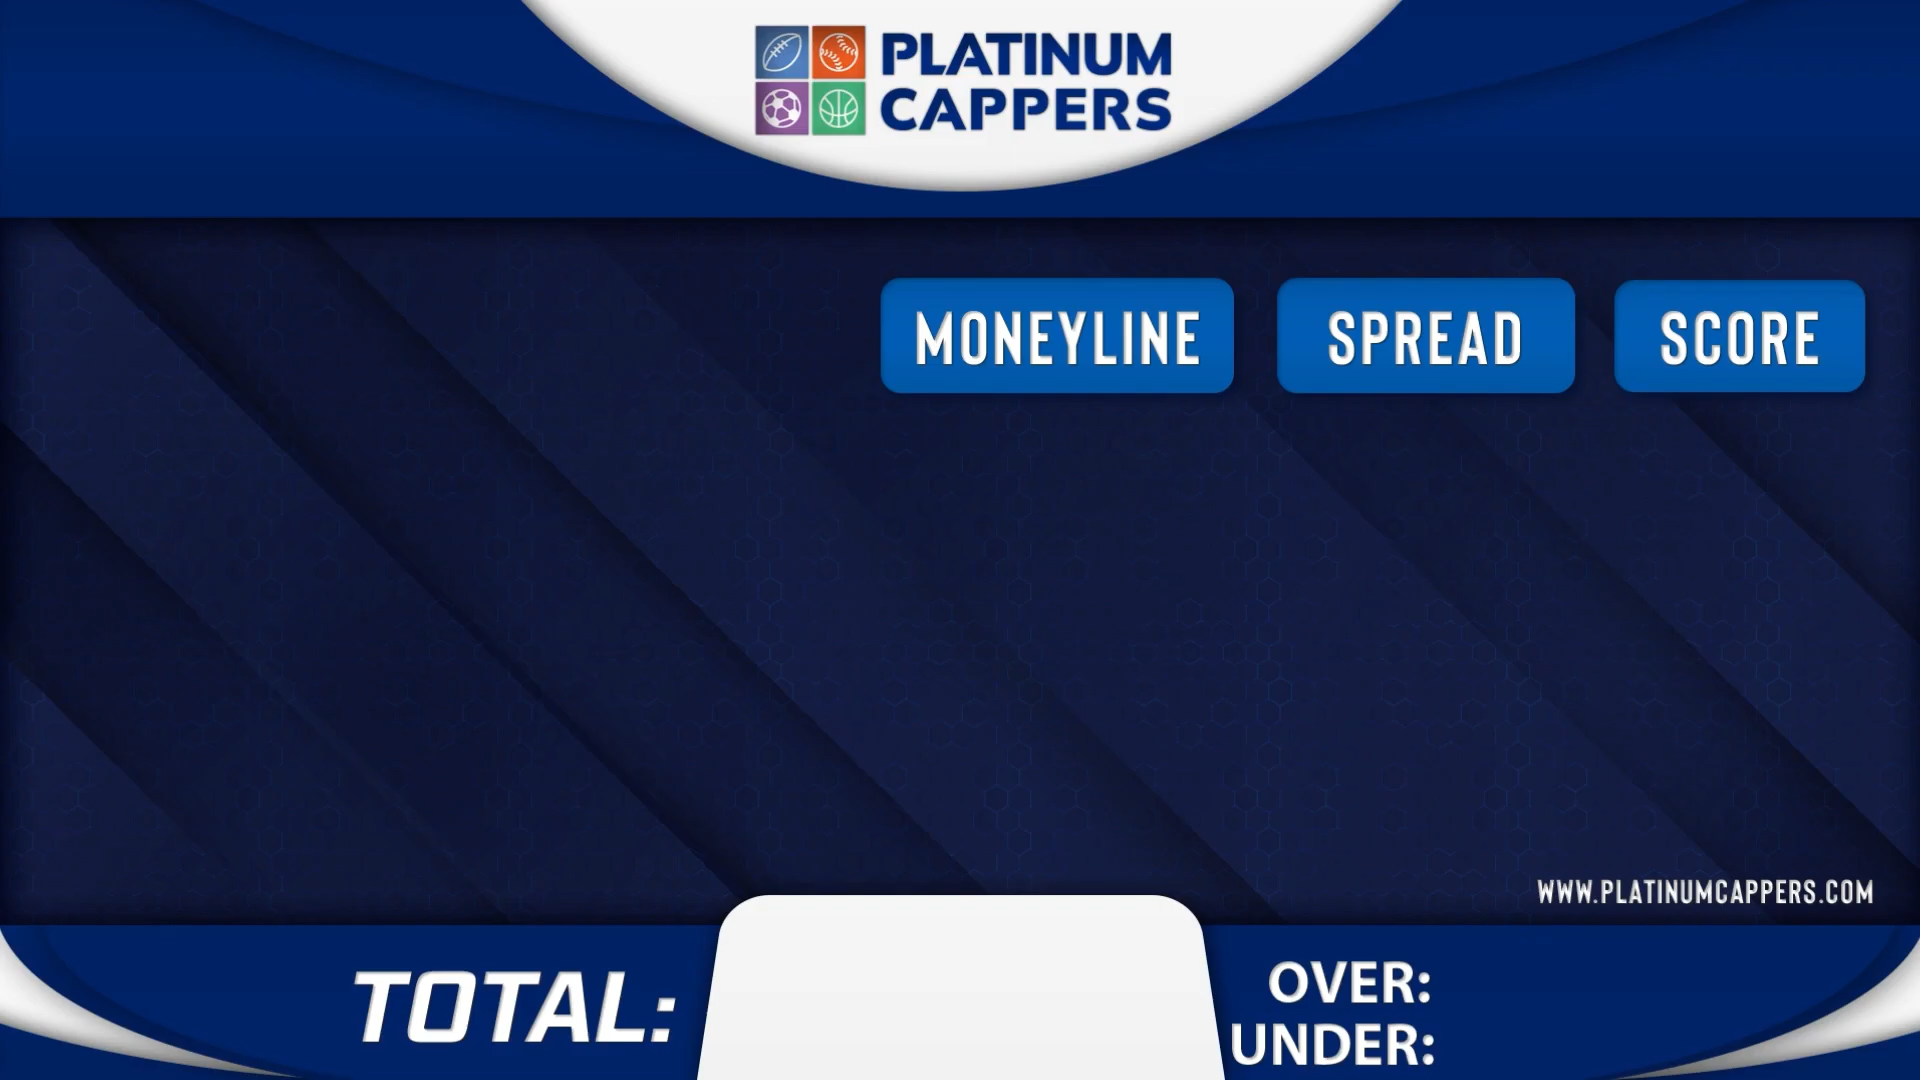 PLATINUM
CAPPERS
MONEYLINE SPREAD SCORE
WWW.PLATINUMCAPPERS.COM
TOTAL:
OVER:
UNDER: